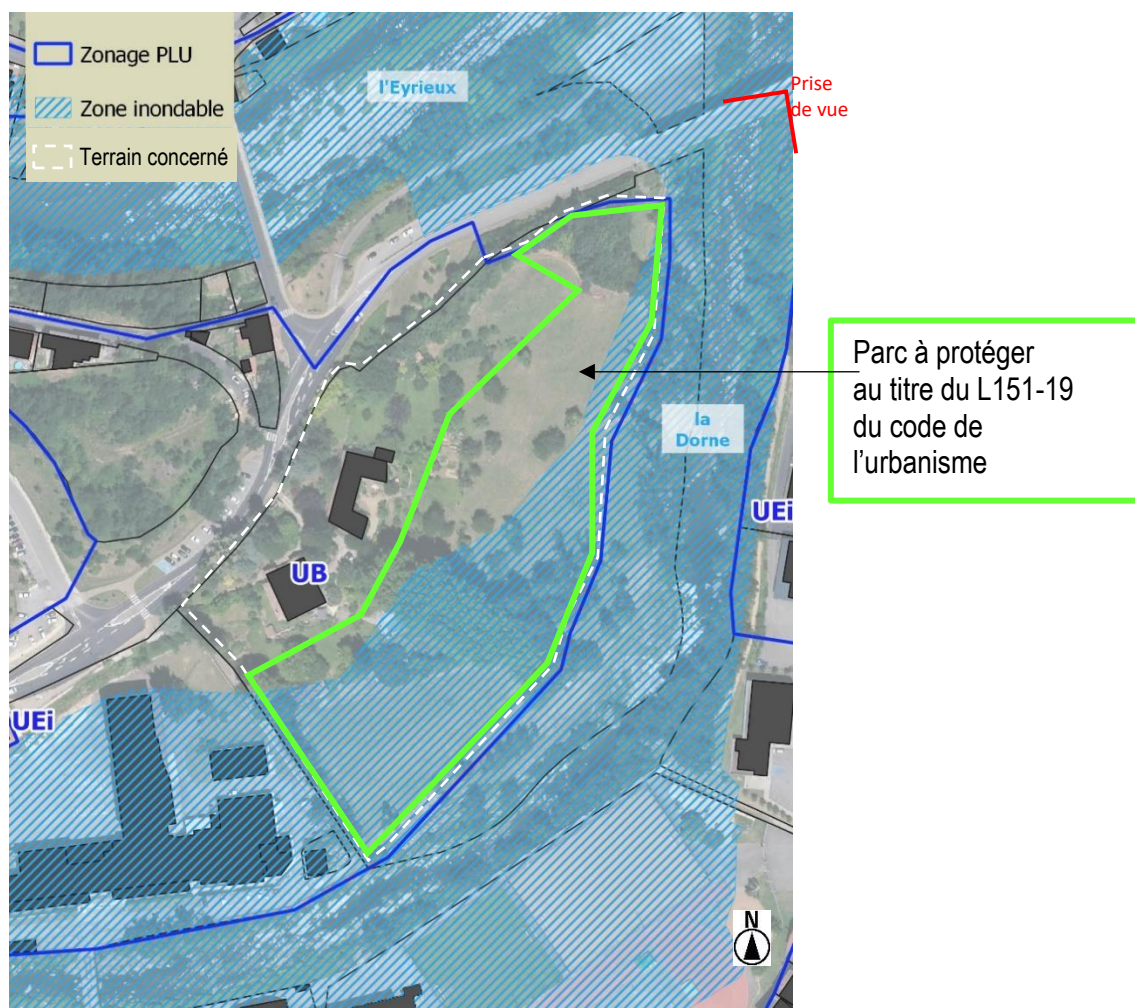 Zonage PLU
Zone inondable
Terrain concerné
l'Eyrieux
Prise
de vue
Parc à protéger
au titre du L151-19
du code de
l'urbanisme
la
Dorne
UEi
UB
UEi
N